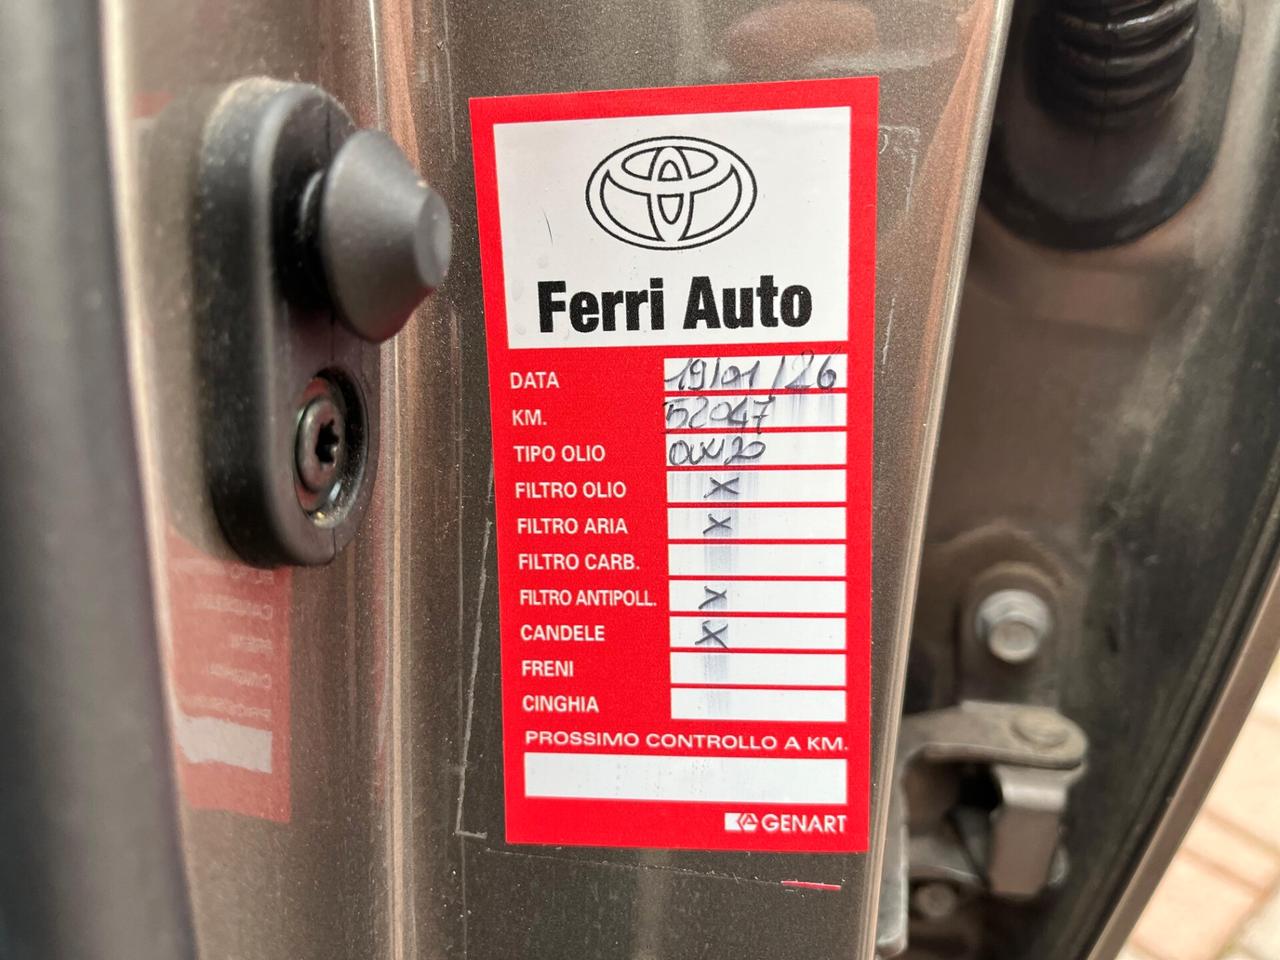 Ferri Auto
DATA 19/01/26
KM. 52047
TIPO OLIO 0W20
FILTRO OLIO X
FILTRO ARIA X
FILTRO CARB.
FILTRO ANTIPOLL. X
CANDELE X
FRENI
CINGHIA
PROSSIMO CONTROLLO A KM.
GENART